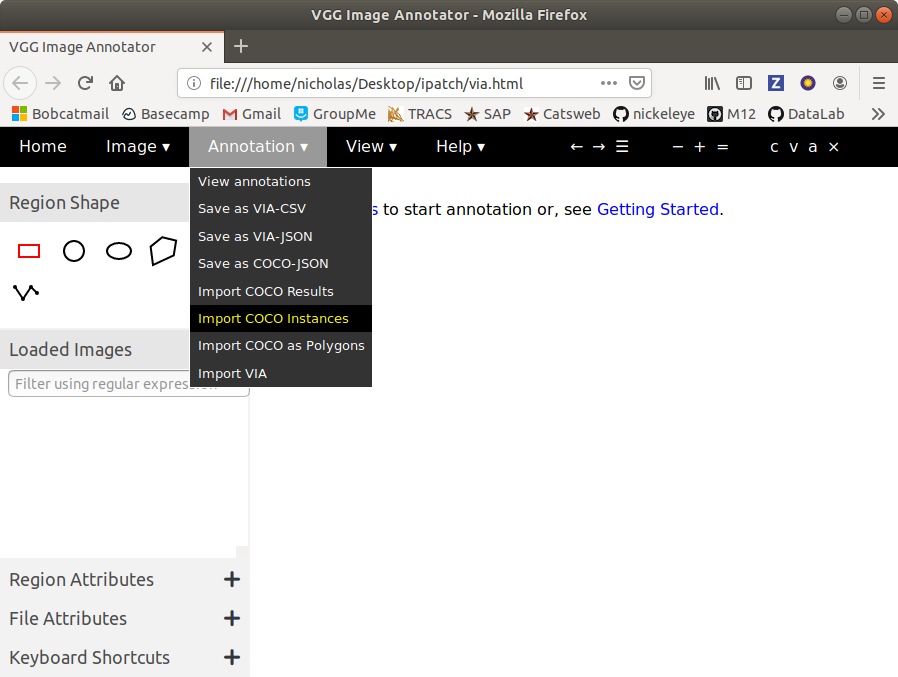 VGG Image Annotator - Mozilla Firefox
VGG Image Annotator
file:///home/nicholas/Desktop/ipatch/via.html
Bobcatmail Basecamp Gmail GroupMe TRACS SAP Catsweb nickeleye M12 DataLab
Home Image ▾ Annotation ▾ View ▾ Help ▾ ← → ☰ − + = c v a ×
View annotations
Region Shape
Save as VIA-CSV
s to start annotation or, see Getting Started.
Save as VIA-JSON
Save as COCO-JSON
Import COCO Results
Import COCO Instances
Import COCO as Polygons
Loaded Images
Import VIA
Filter using regular expression
Region Attributes +
File Attributes +
Keyboard Shortcuts +